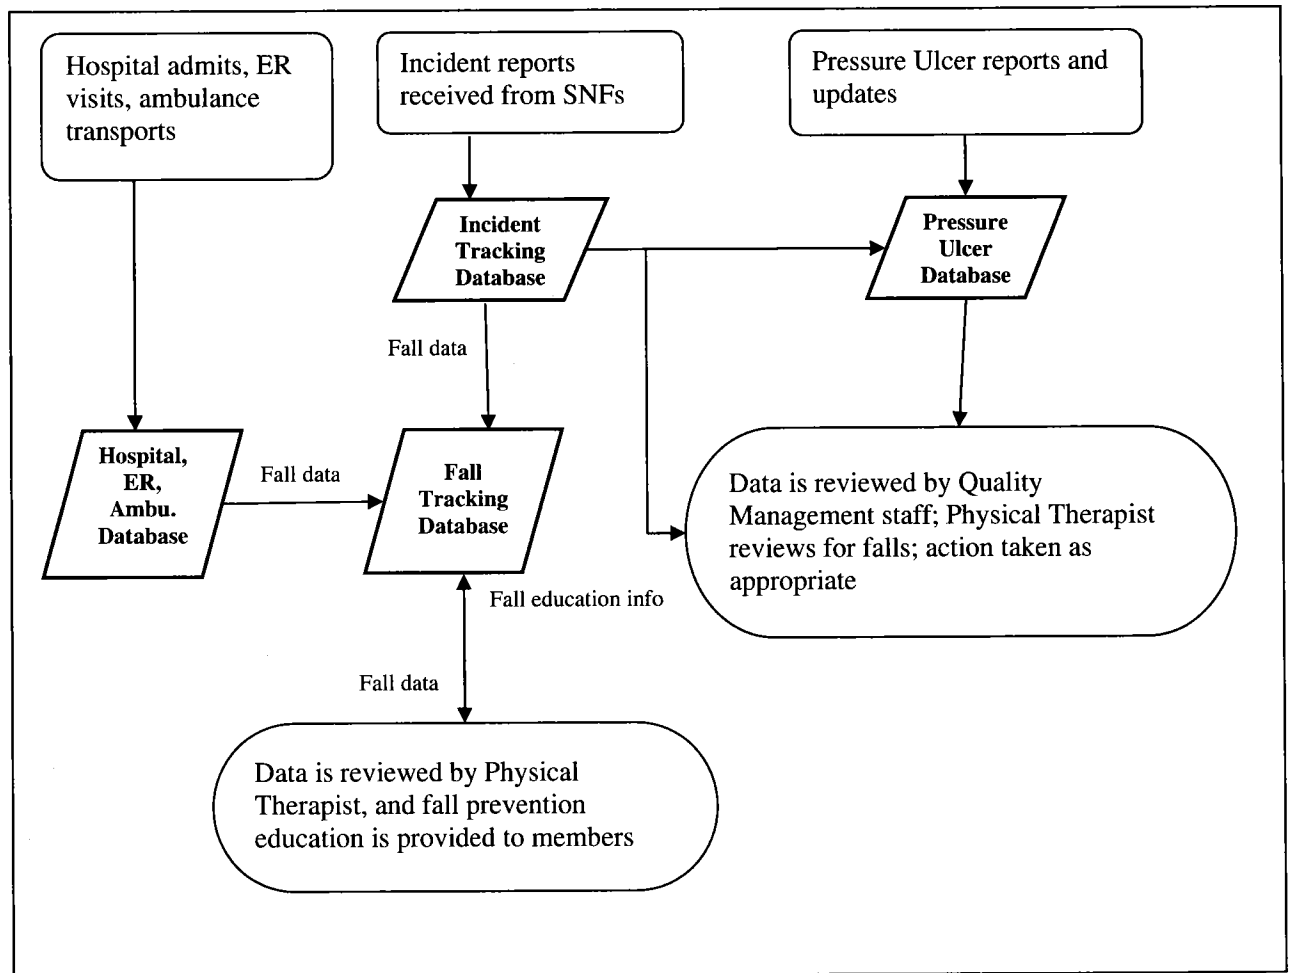 Hospital admits, ER
visits, ambulance
transports
Incident reports
received from SNFs
Pressure Ulcer reports and
updates
Incident
Tracking
Database
Pressure
Ulcer
Database
Fall data
Hospital,
ER,
Ambu.
Database
Fall data
Fall
Tracking
Database
Data is reviewed by Quality
Management staff; Physical Therapist
reviews for falls; action taken as
appropriate
Fall education info
Fall data
Data is reviewed by Physical
Therapist, and fall prevention
education is provided to members